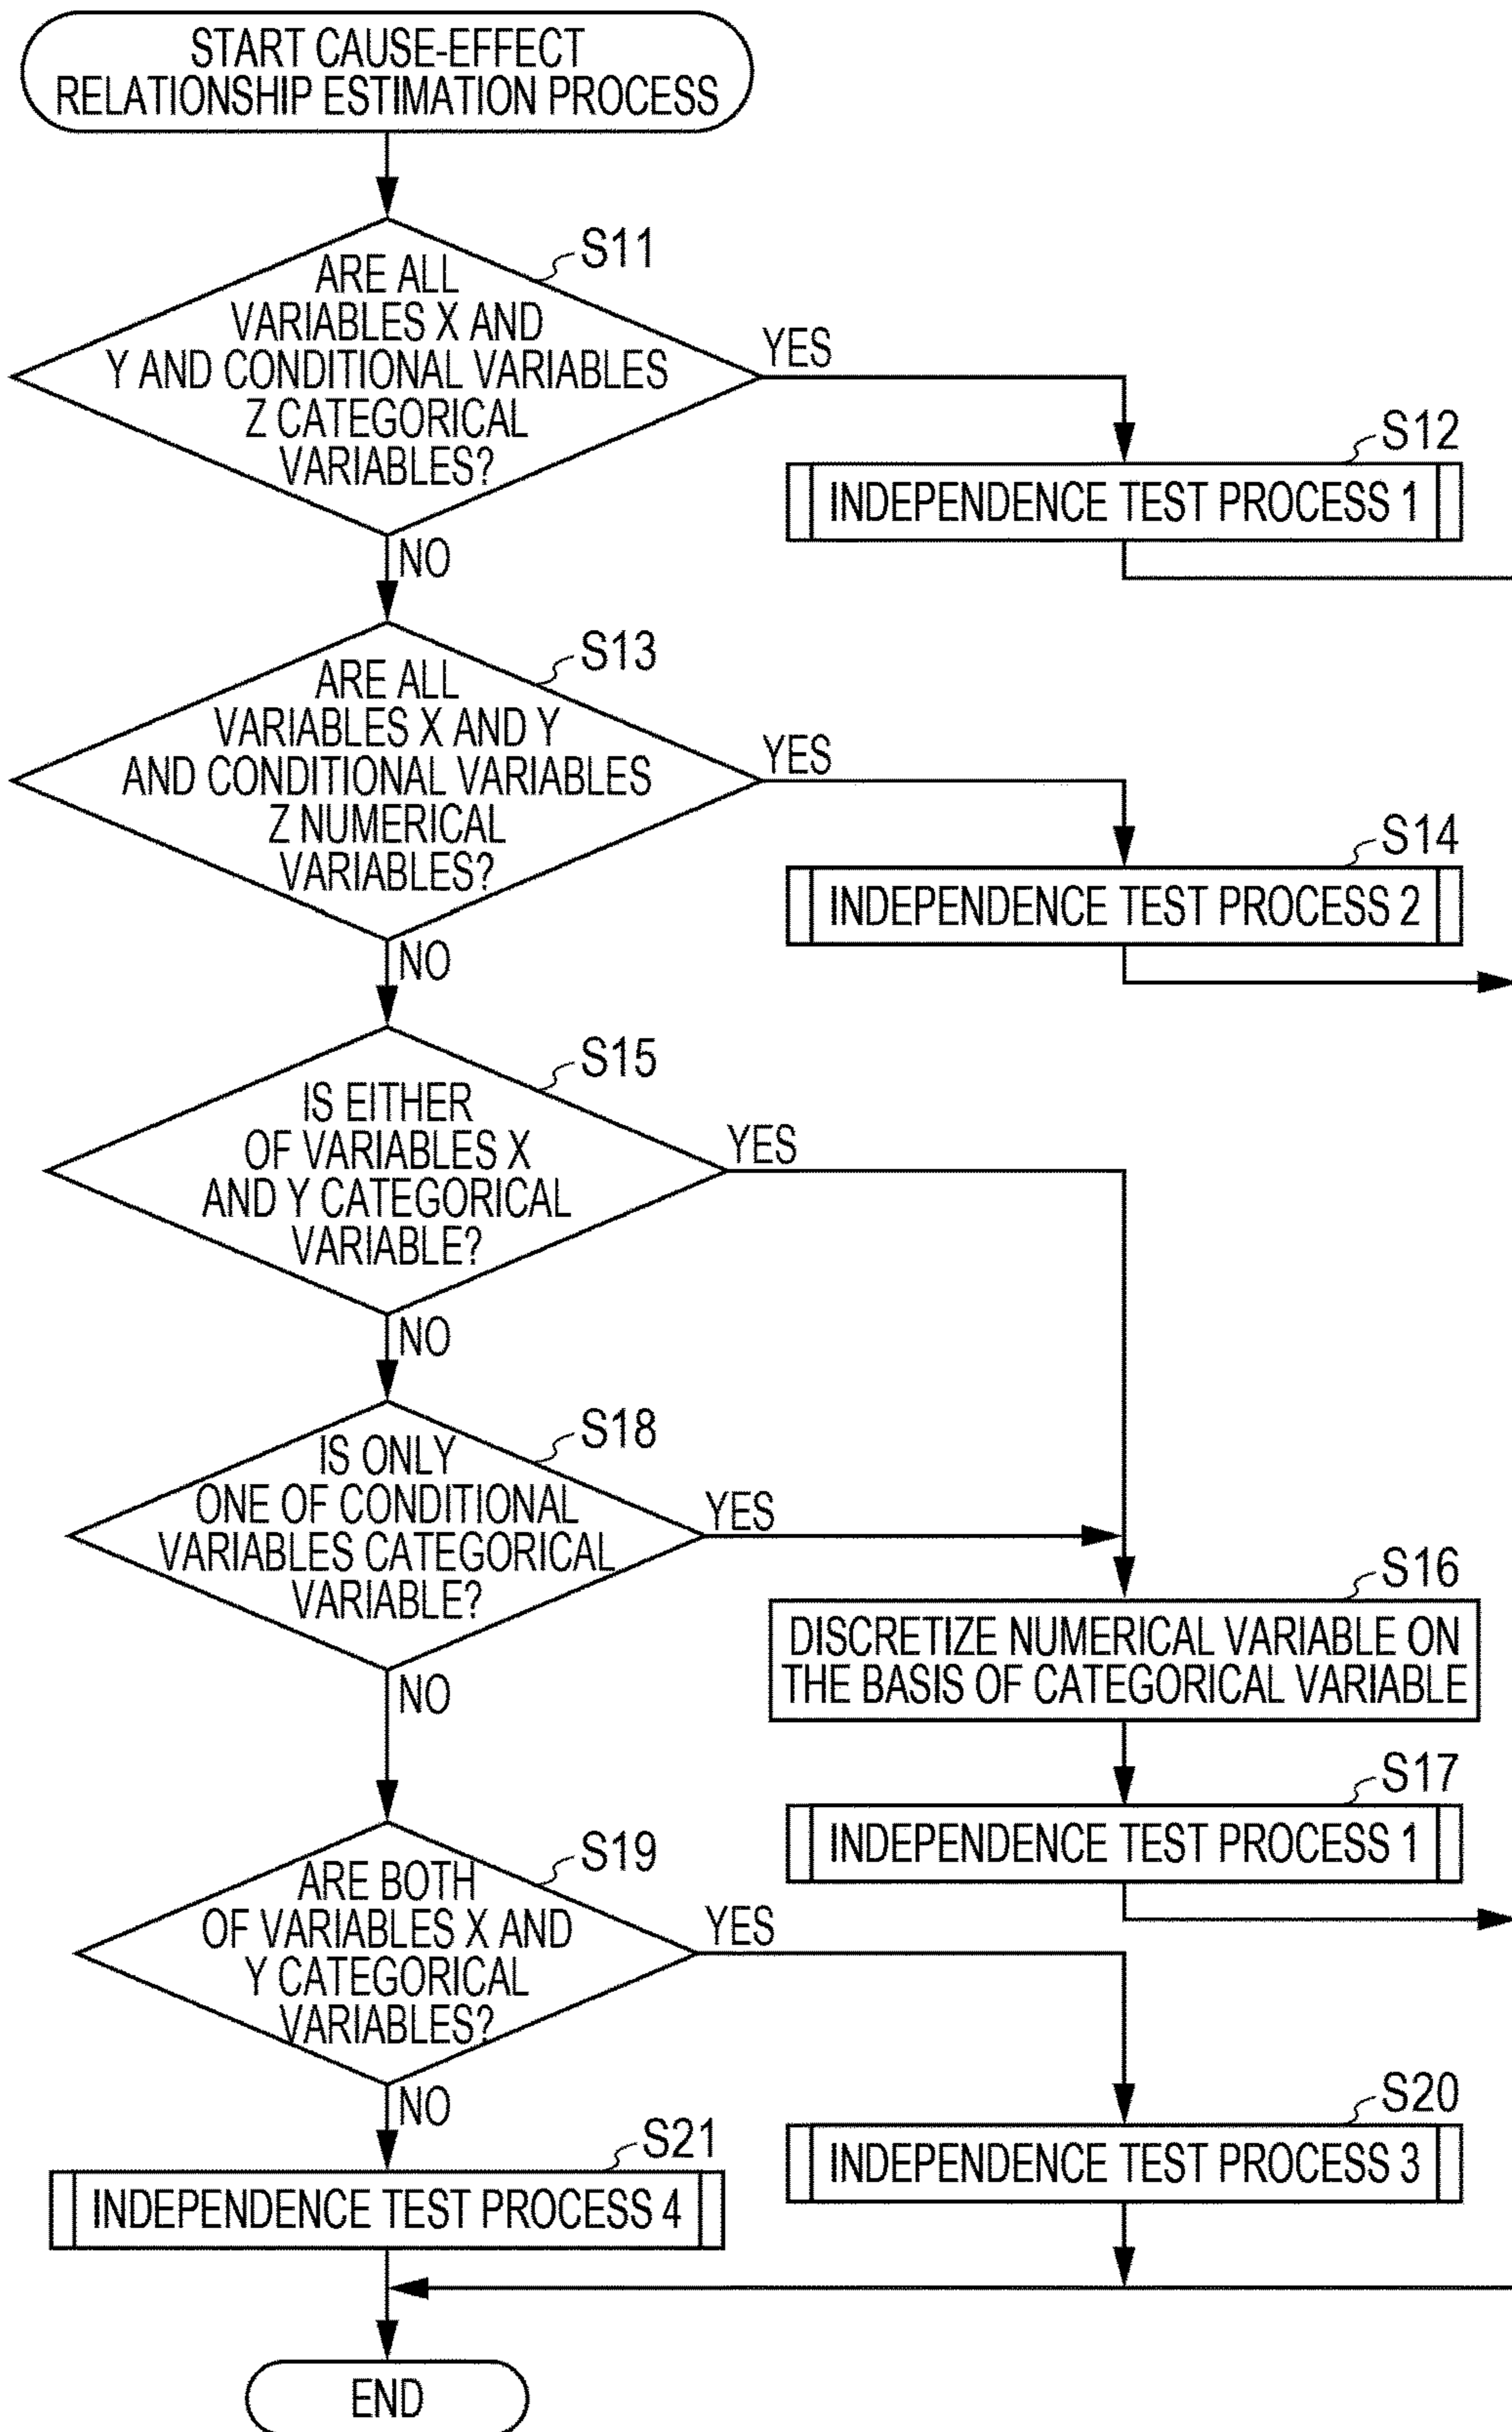 START CAUSE-EFFECT
RELATIONSHIP ESTIMATION PROCESS
S11
ARE ALL
VARIABLES X AND
Y AND CONDITIONAL VARIABLES
Z CATEGORICAL
VARIABLES?
YES
NO
S12
INDEPENDENCE TEST PROCESS 1
S13
ARE ALL
VARIABLES X AND Y
AND CONDITIONAL VARIABLES
Z NUMERICAL
VARIABLES?
YES
NO
S14
INDEPENDENCE TEST PROCESS 2
S15
IS EITHER
OF VARIABLES X
AND Y CATEGORICAL
VARIABLE?
YES
NO
S18
IS ONLY
ONE OF CONDITIONAL
VARIABLES CATEGORICAL
VARIABLE?
YES
NO
S16
DISCRETIZE NUMERICAL VARIABLE ON
THE BASIS OF CATEGORICAL VARIABLE
S17
INDEPENDENCE TEST PROCESS 1
S19
ARE BOTH
OF VARIABLES X AND
Y CATEGORICAL
VARIABLES?
YES
NO
S20
INDEPENDENCE TEST PROCESS 3
S21
INDEPENDENCE TEST PROCESS 4
END